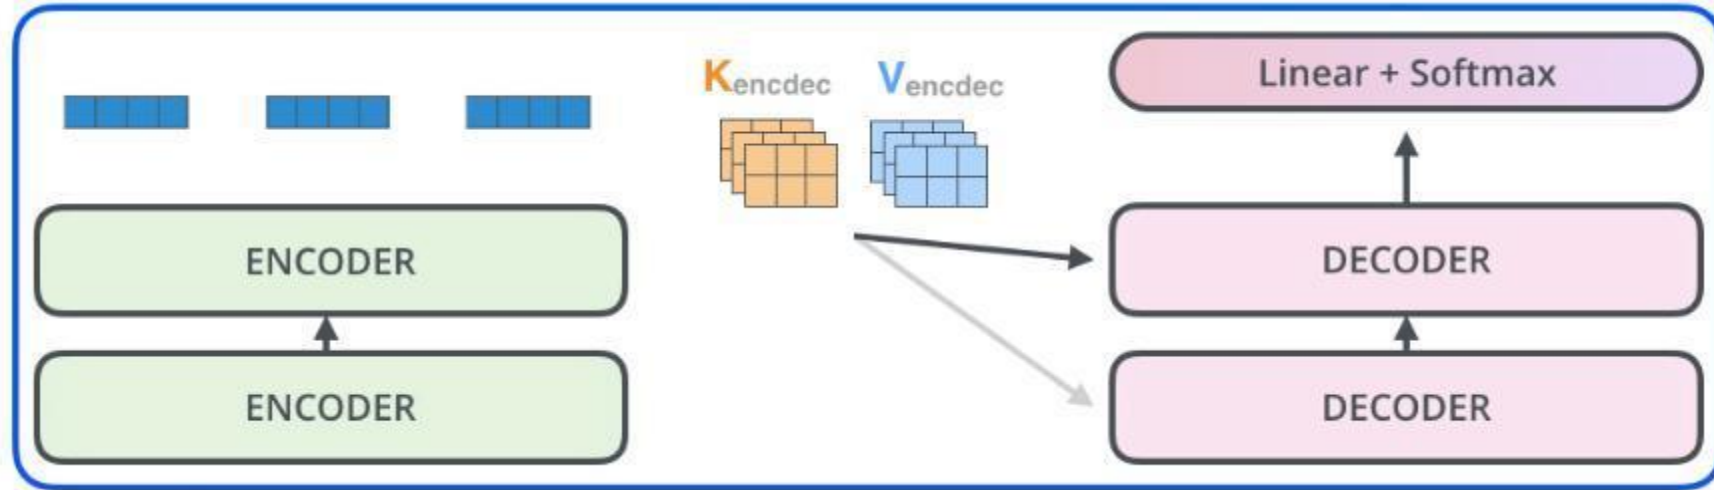 Kencdec Vencdec
Linear + Softmax
ENCODER
DECODER
ENCODER
DECODER